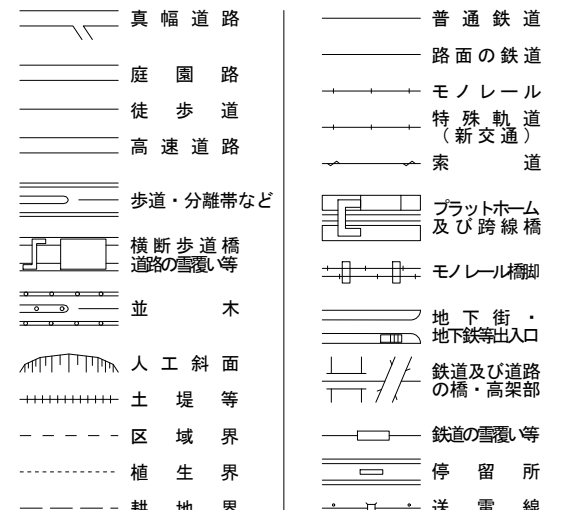 真幅道路
庭園路
徒歩道
高速道路
歩道・分離帯など
横断歩道橋
道路の雪覆い等
並木
人工斜面
土堤等
区域界
植生界
耕地界
普通鉄道
路面の鉄道
モノレール
特殊軌道
（新交通）
索道
プラットホーム
及び跨線橋
モノレール橋脚
地下街・
地下鉄等出入口
鉄道及び道路
の橋・高架部
鉄道の雪覆い等
停留所
送電線